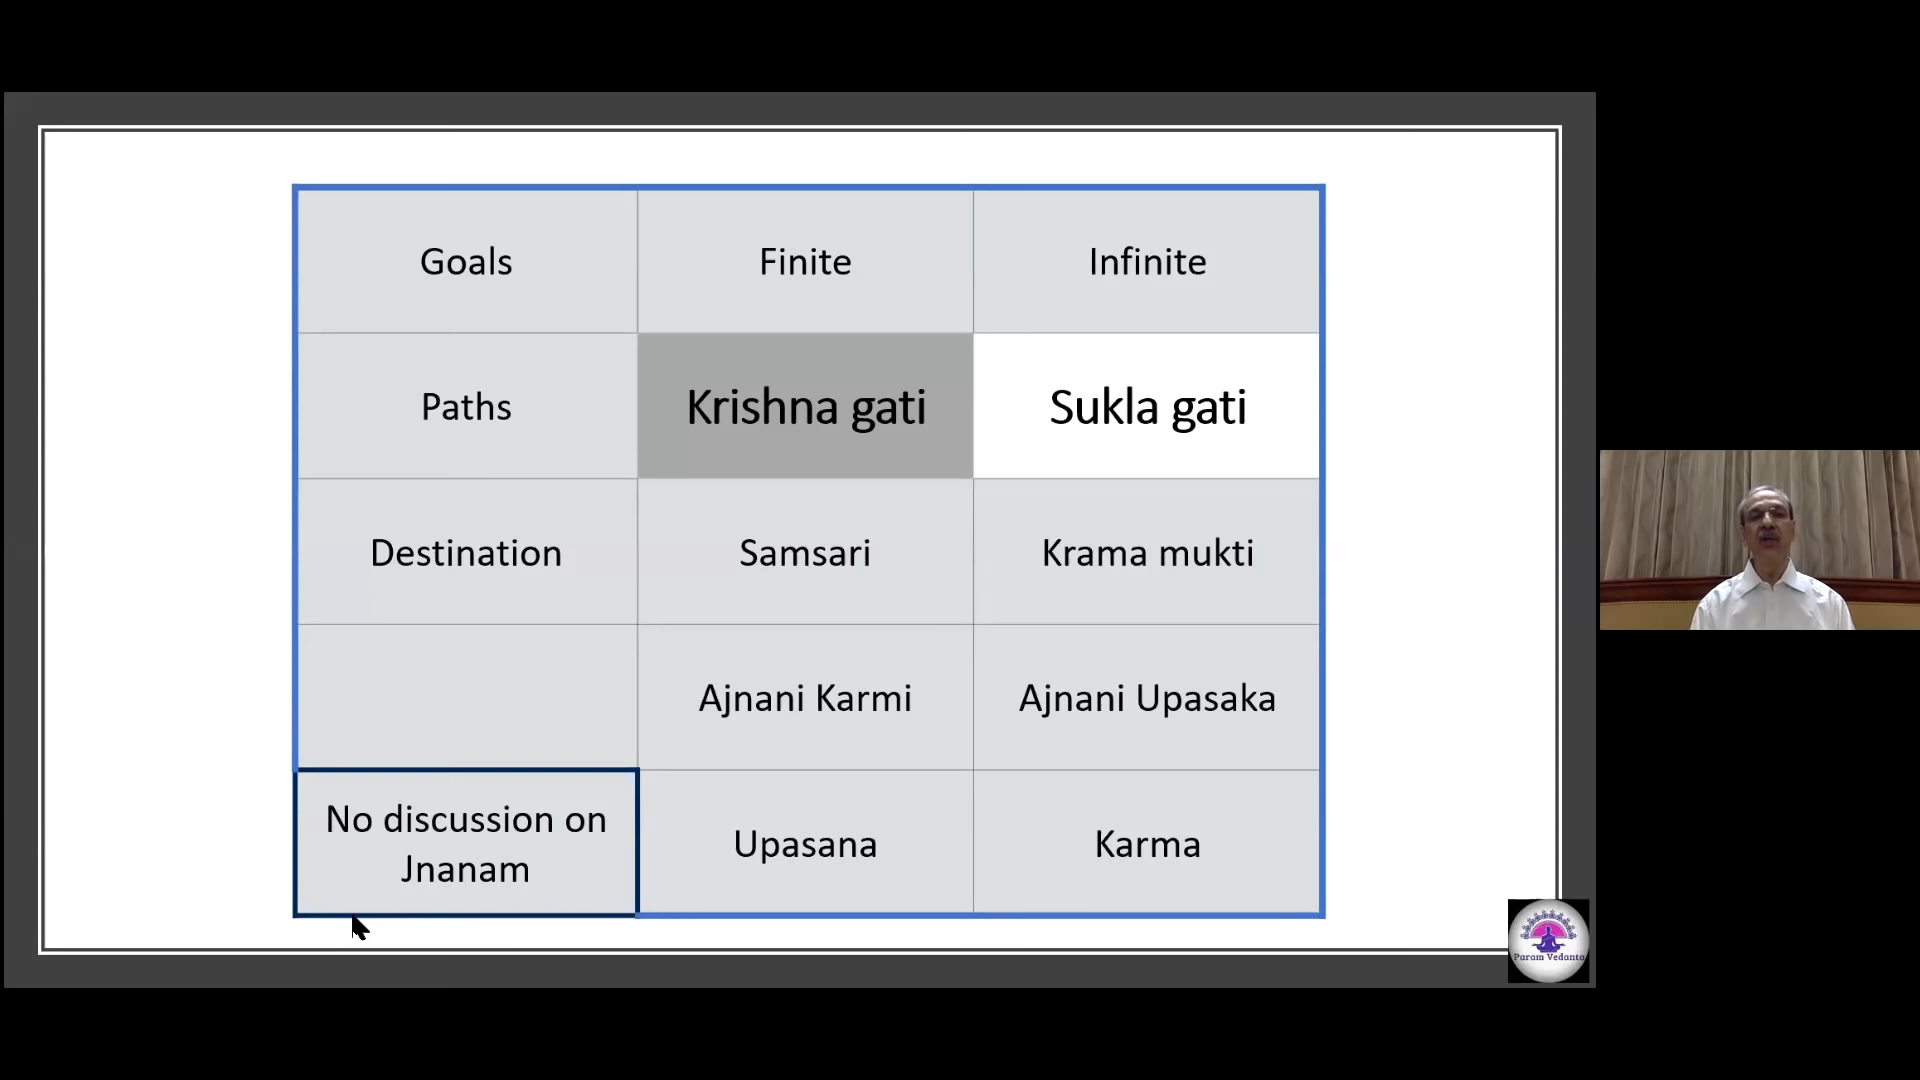 Goals Finite Infinite
Paths Krishna gati Sukla gati
Destination Samsari Krama mukti
Ajnani Karmi Ajnani Upasaka
No discussion on
Jnanam
Upasana Karma
Param Vedanta